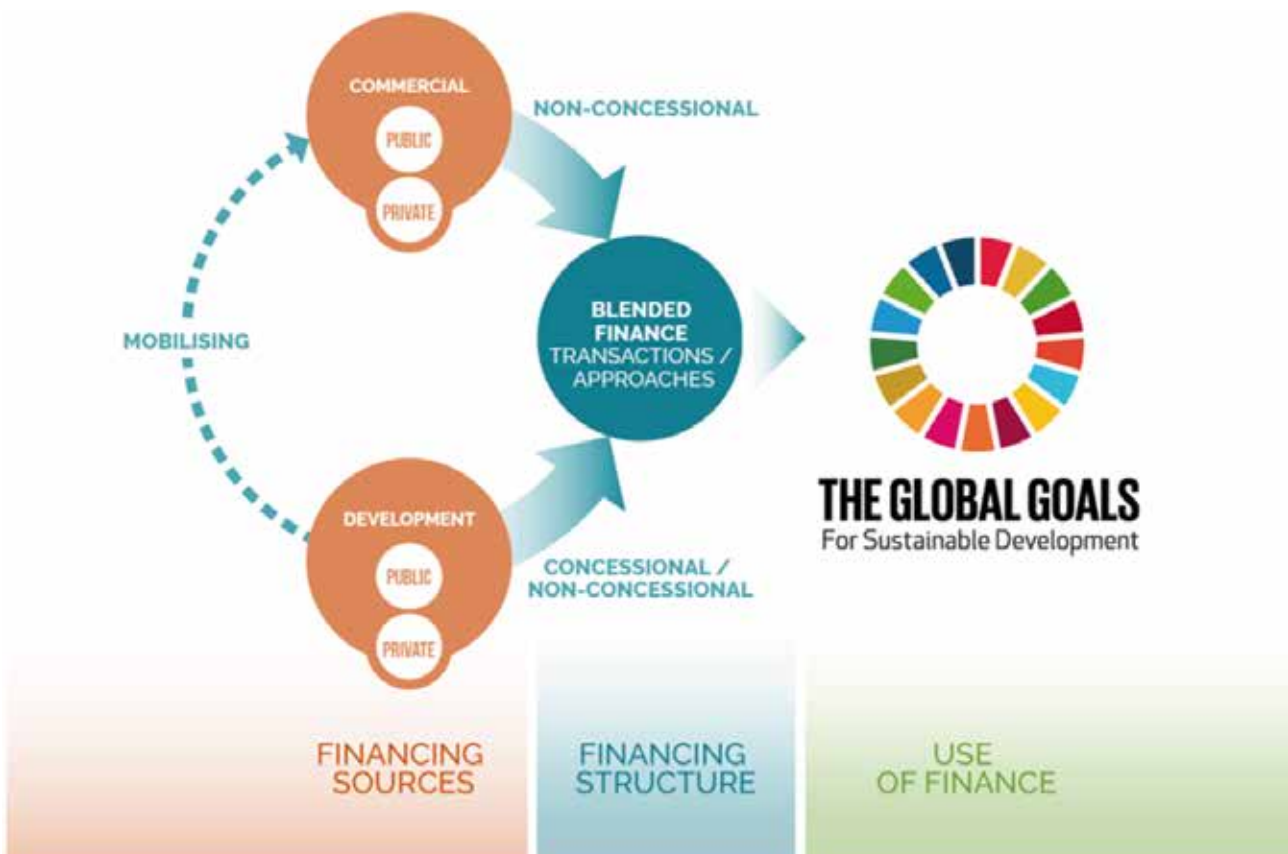 COMMERCIAL
PUBLIC
PRIVATE
NON-CONCESSIONAL
MOBILISING
BLENDED
FINANCE
TRANSACTIONS /
APPROACHES
DEVELOPMENT
PUBLIC
PRIVATE
CONCESSIONAL /
NON-CONCESSIONAL
THE GLOBAL GOALS
For Sustainable Development
FINANCING
SOURCES
FINANCING
STRUCTURE
USE
OF FINANCE